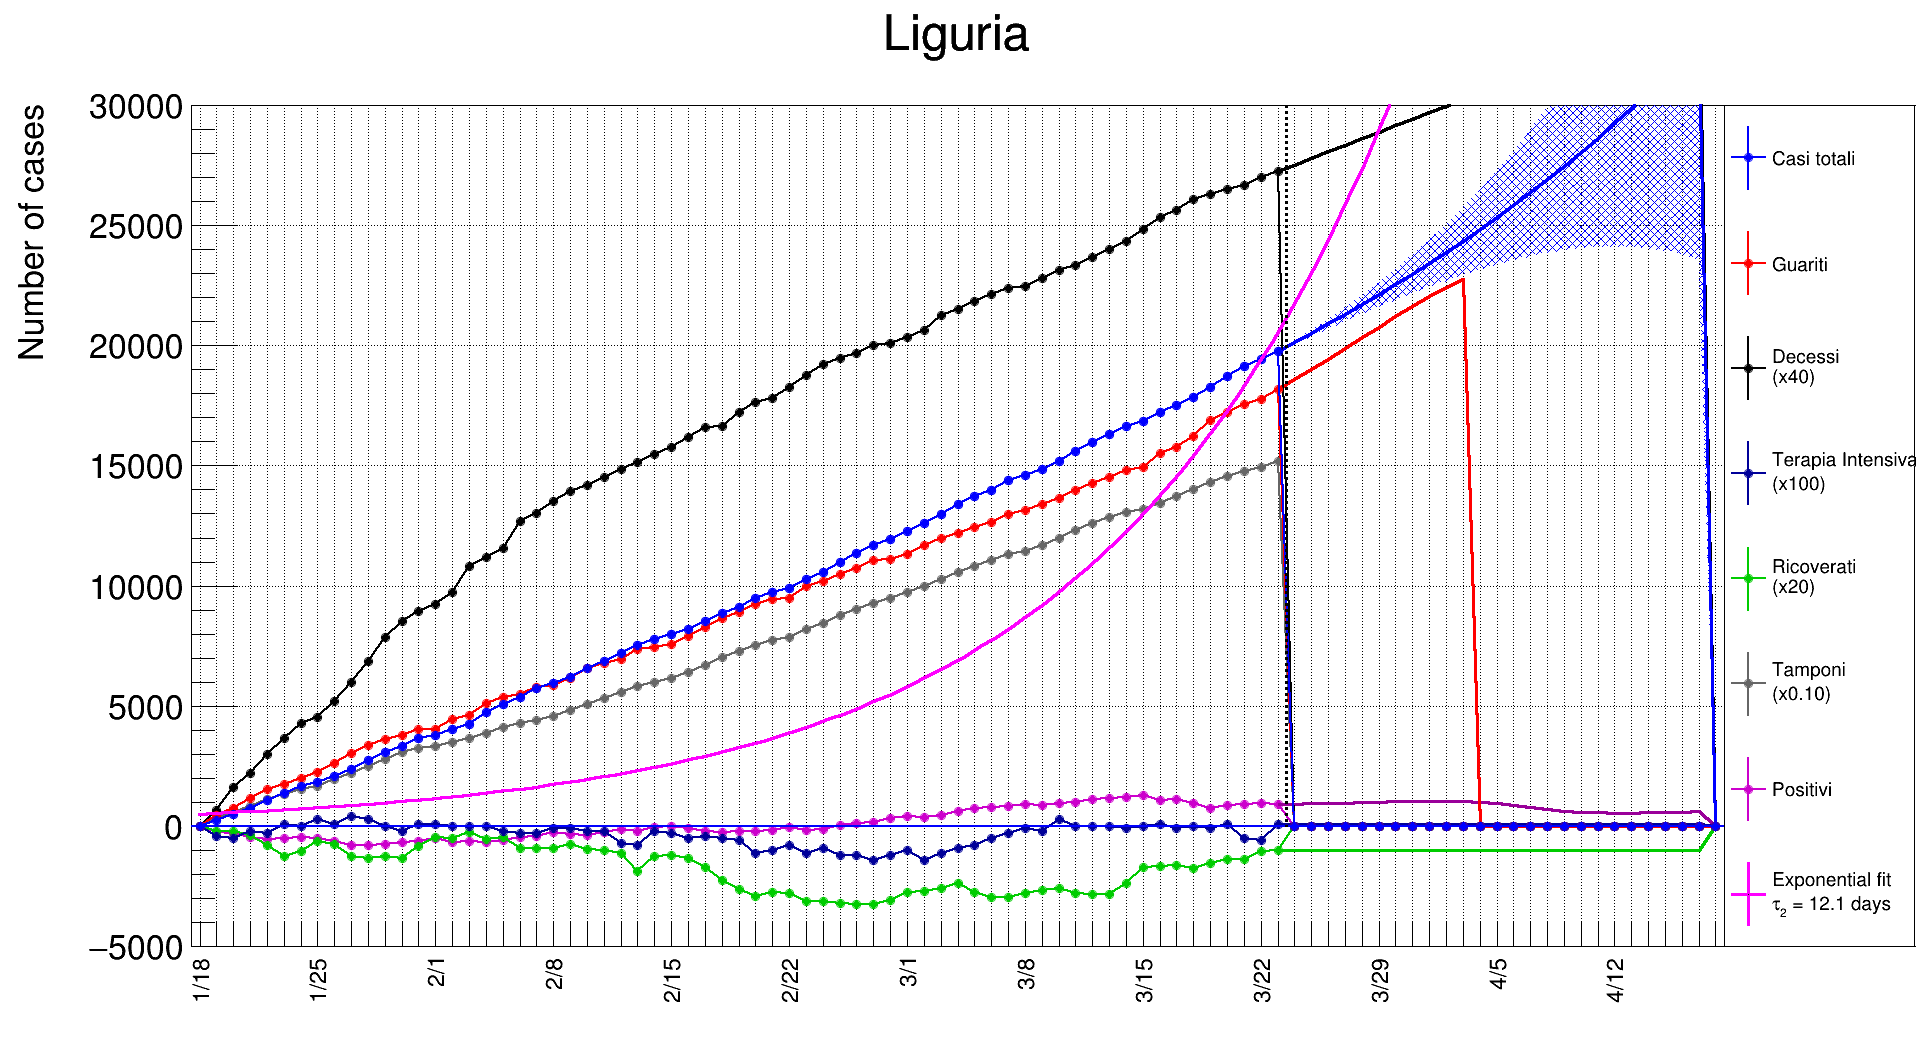 Liguria
Number of cases
30000
25000
20000
15000
10000
5000
0
−5000
1/18
1/25
2/1
2/8
2/15
2/22
3/1
3/8
3/15
3/22
3/29
4/5
4/12
Casi totali
Guariti
Decessi
(x40)
Terapia Intensiva
(x100)
Ricoverati
(x20)
Tamponi
(x0.10)
Positivi
Exponential fit
τ2 = 12.1 days